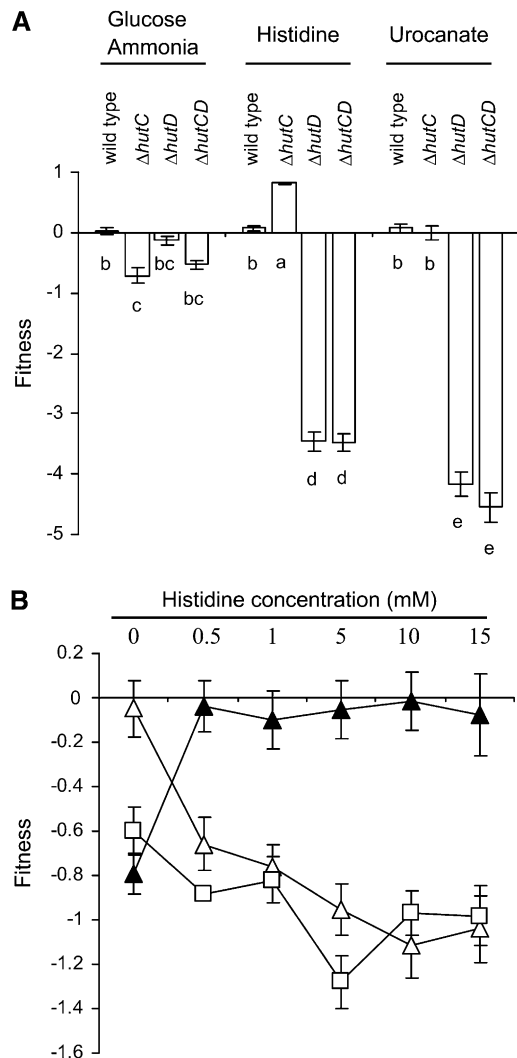 A
Glucose Ammonia
Histidine
Urocanate
wild type
ΔhutC
ΔhutD
ΔhutCD
wild type
ΔhutC
ΔhutD
ΔhutCD
wild type
ΔhutC
ΔhutD
ΔhutCD
Fitness
1
0
-1
-2
-3
-4
-5
b
c
bc
bc
b
a
d
d
b
b
e
e
B
Histidine concentration (mM)
0 0.5 1 5 10 15
Fitness
0.2
0
-0.2
-0.4
-0.6
-0.8
-1
-1.2
-1.4
-1.6